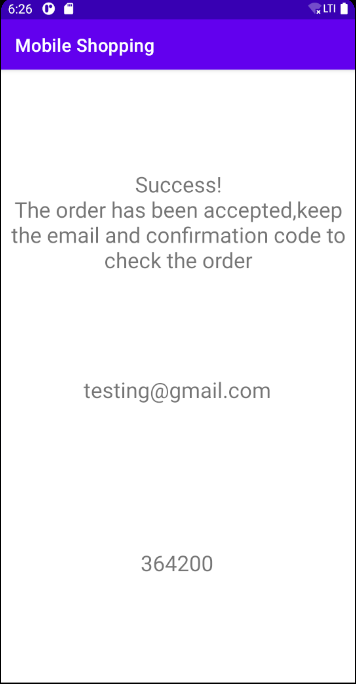 6:26
LTE
Mobile Shopping
Success!
The order has been accepted,keep
the email and confirmation code to
check the order
testing@gmail.com
364200